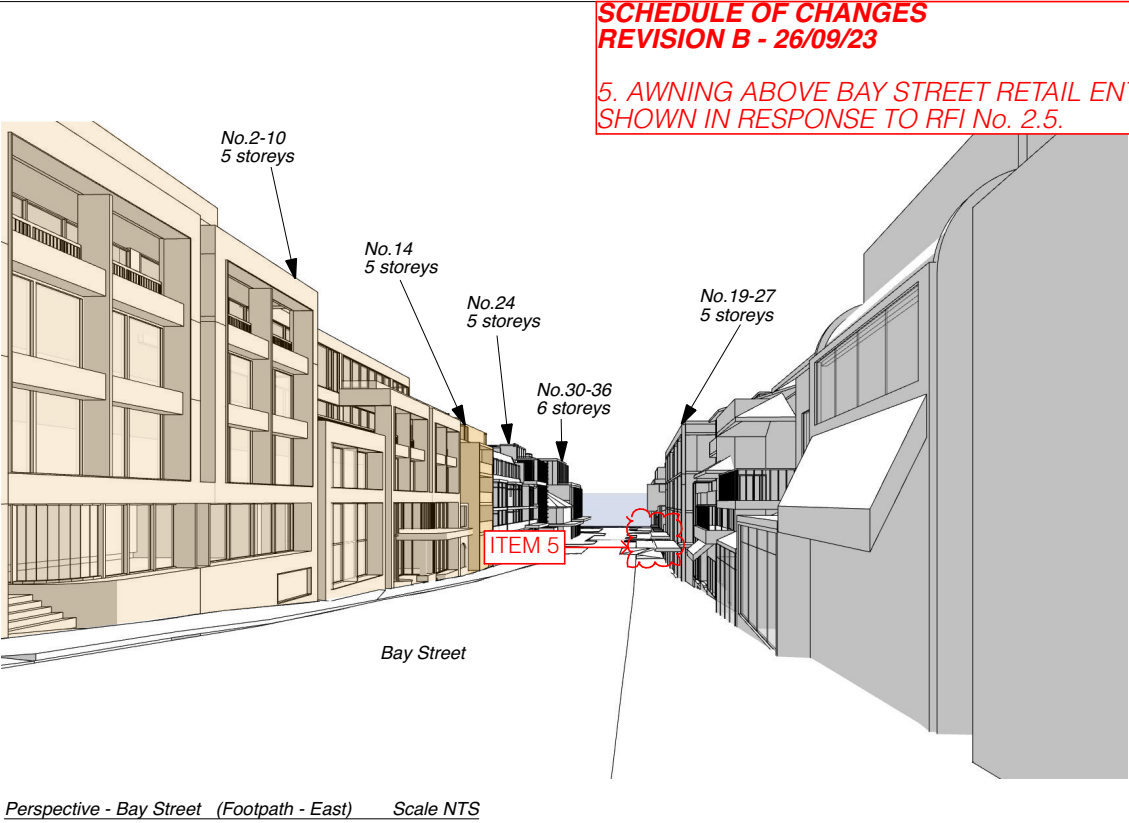 SCHEDULE OF CHANGES
REVISION B - 26/09/23
5. AWNING ABOVE BAY STREET RETAIL
SHOWN IN RESPONSE TO RFI No. 2.5.
No.2-10
5 storeys
No.14
5 storeys
No.24
5 storeys
No.19-27
5 storeys
No.30-36
6 storeys
ITEM 5
Bay Street
Perspective - Bay Street (Footpath - East) Scale NTS